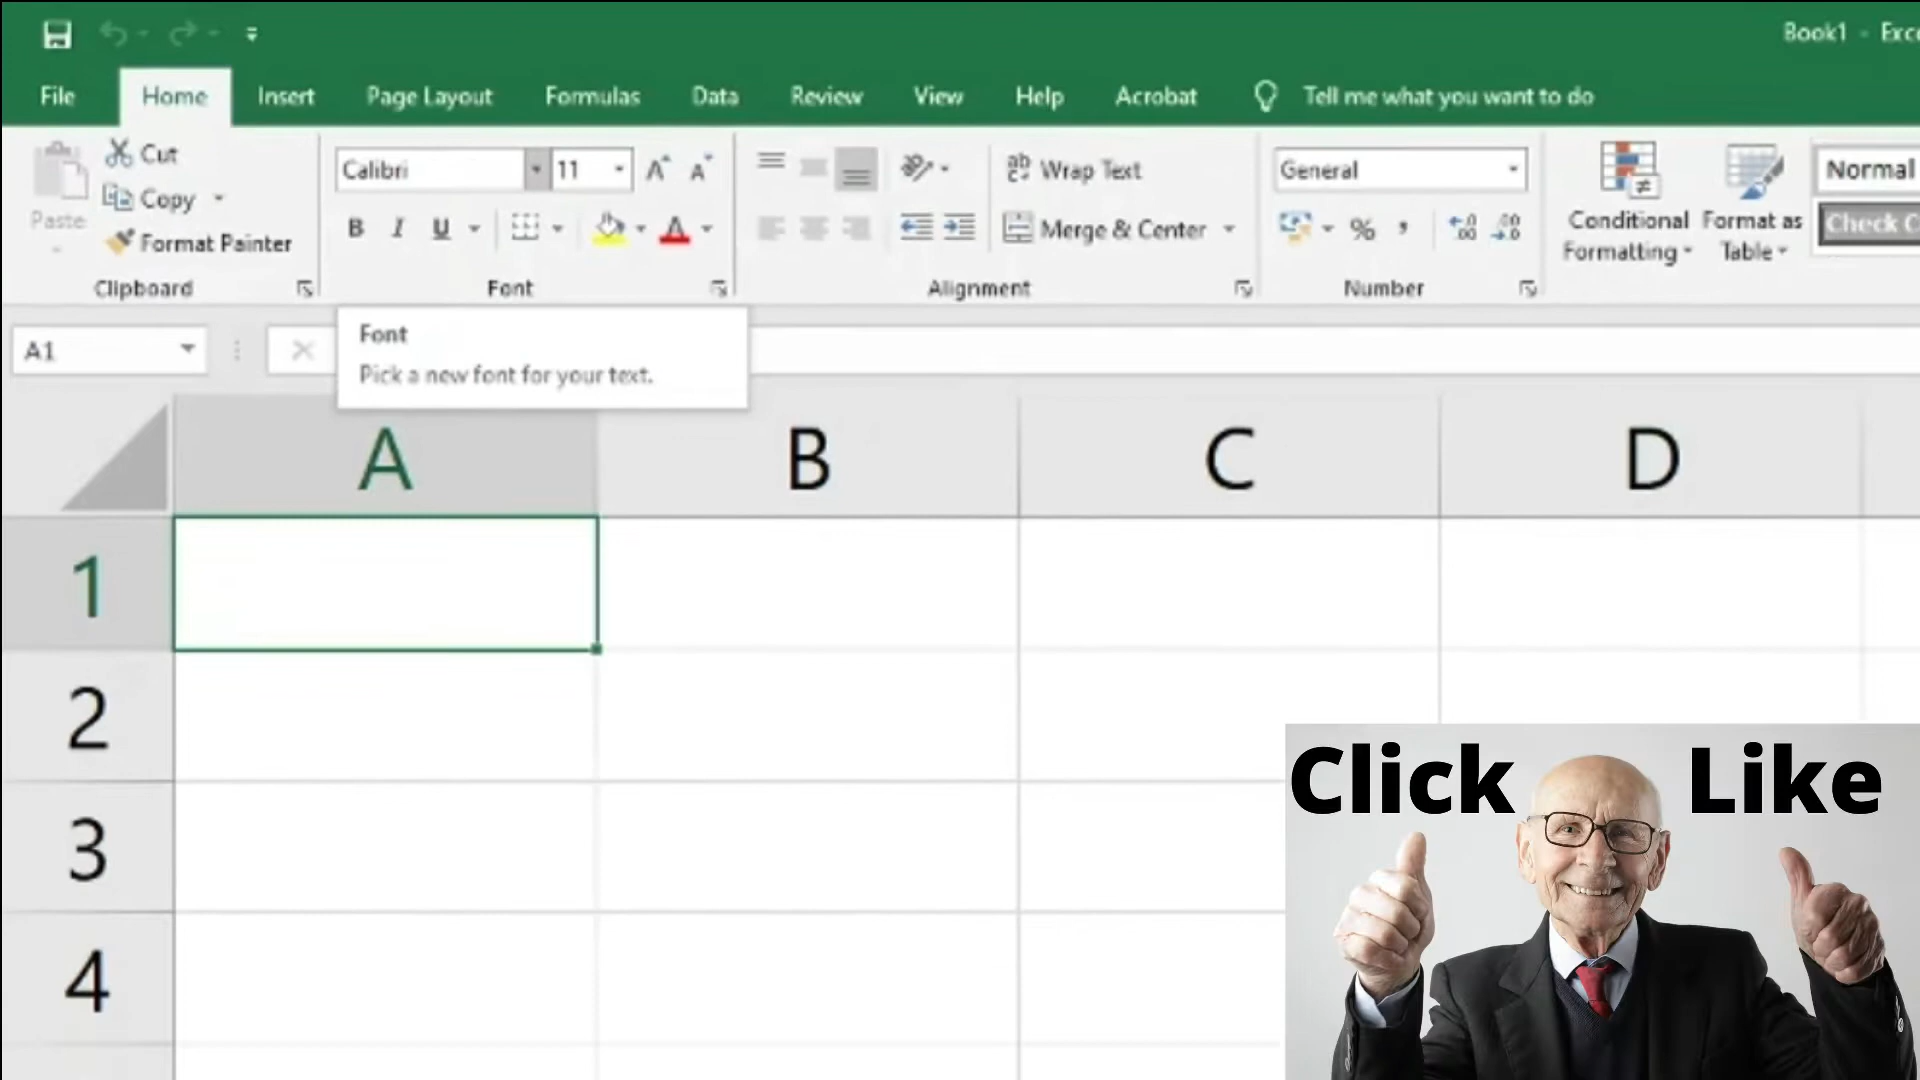 Book1 - Exce
File Home Insert Page Layout Formulas Data Review View Help Acrobat Tell me what you want to do
Paste
Cut
Copy
Format Painter
Clipboard
Calibri 11
B I U
Font
Wrap Text
Merge & Center
Alignment
General
% ,
Number
Conditional
Formatting
Format as
Table
Normal
Check C
A1
Font
Pick a new font for your text.
A B C D
1
2
3
4
Click Like